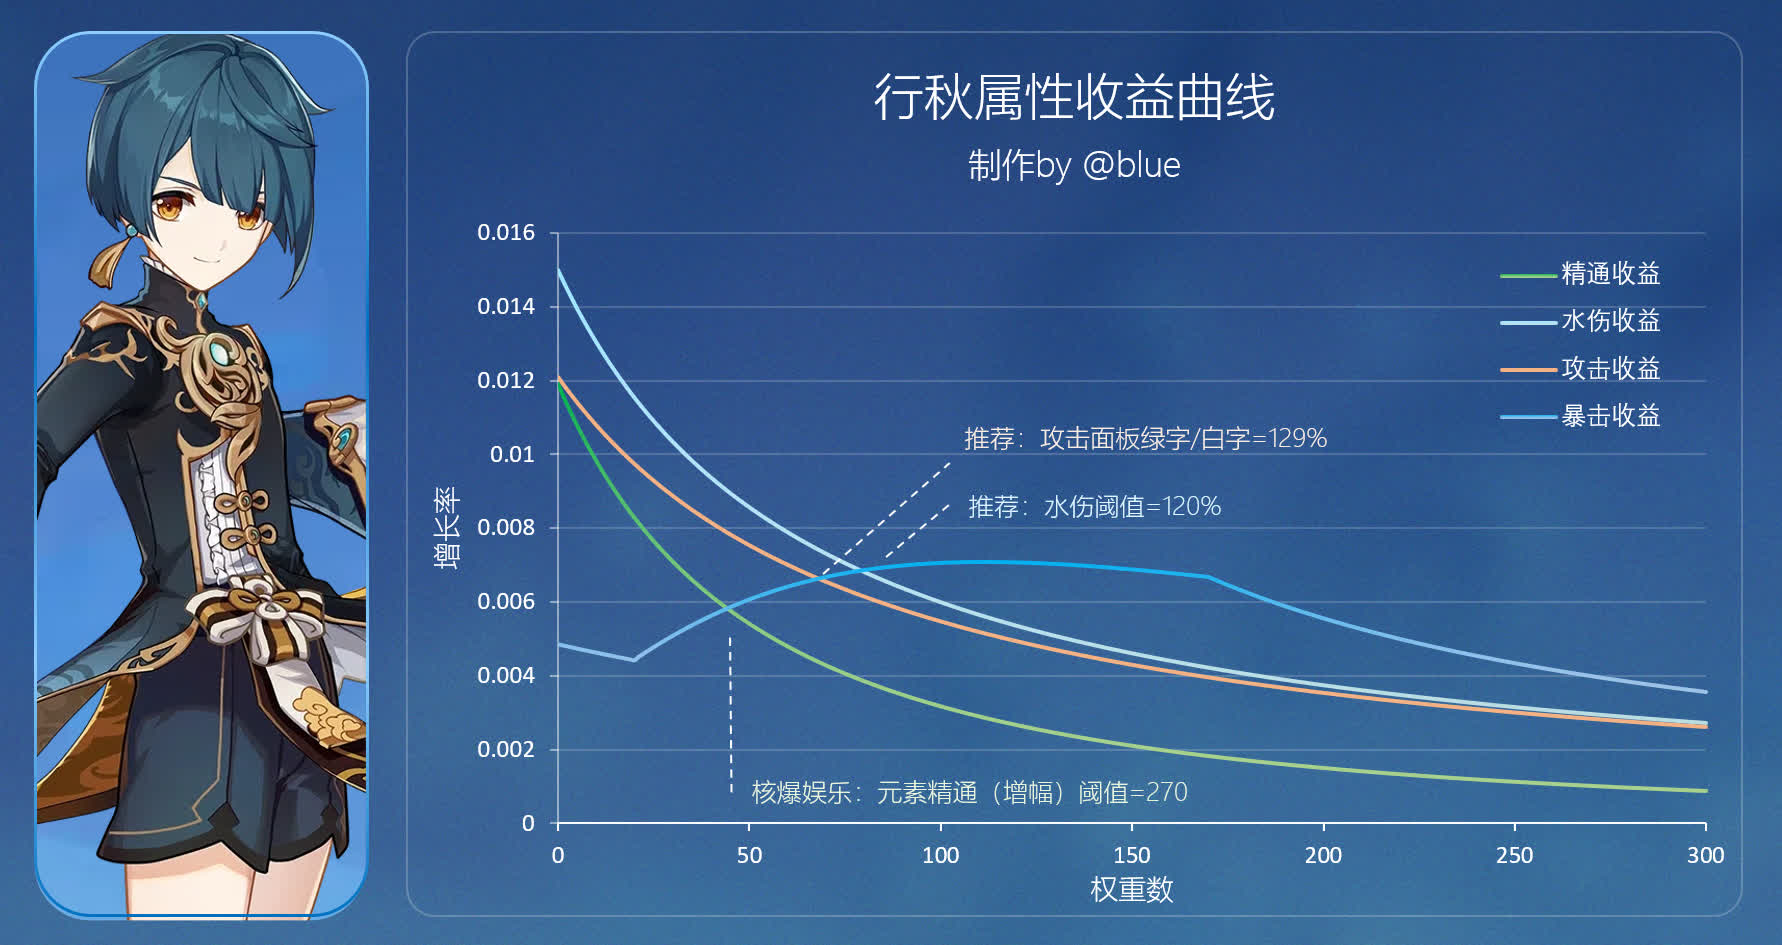 行秋属性收益曲线
制作by @blue
0.016
0.014
0.012
0.01
0.008
0.006
0.004
0.002
0
增长率
精通收益
水伤收益
攻击收益
暴击收益
推荐：攻击面板绿字/白字=129%
推荐：水伤阈值=120%
核爆娱乐：元素精通（增幅）阈值=270
0 50 100 150 200 250 300
权重数